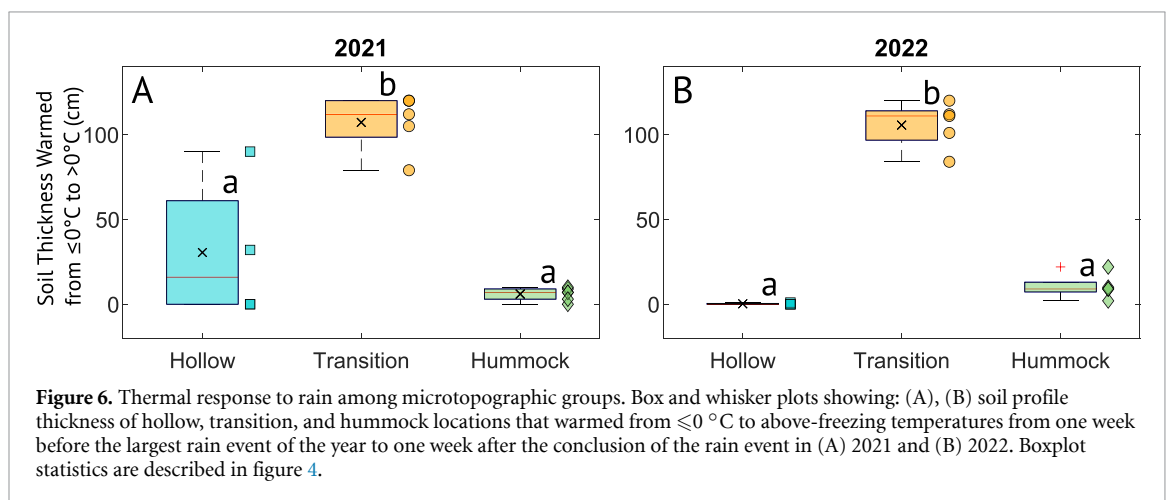 2021
2022
A
B
Soil Thickness Warmed
from ≤0°C to >0°C (cm)
100
50
0
a
b
a
Hollow
Transition
Hummock
100
50
0
a
b
a
Hollow
Transition
Hummock
Figure 6. Thermal response to rain among microtopographic groups. Box and whisker plots showing: (A), (B) soil profile
thickness of hollow, transition, and hummock locations that warmed from ⩽0 °C to above-freezing temperatures from one week
before the largest rain event of the year to one week after the conclusion of the rain event in (A) 2021 and (B) 2022. Boxplot
statistics are described in figure 4.